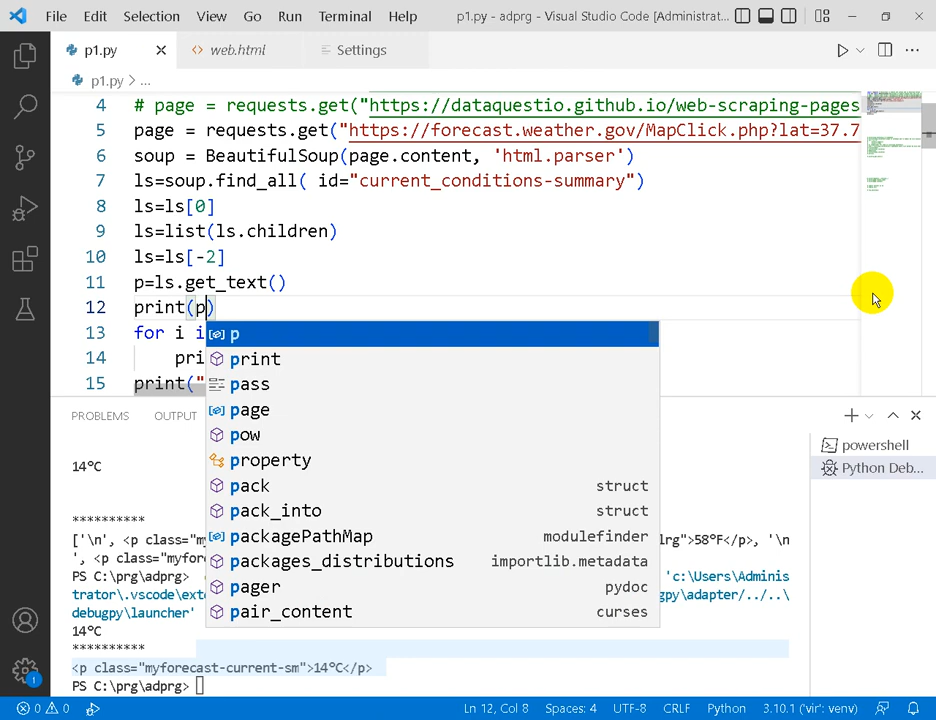 File Edit Selection View Go Run Terminal Help p1.py - adprg - Visual Studio Code [Administrat...
p1.py web.html Settings
p1.py > ...
4 # page = requests.get("https://dataquestio.github.io/web-scraping-pages
5 page = requests.get("https://forecast.weather.gov/MapClick.php?lat=37.7
6 soup = BeautifulSoup(page.content, 'html.parser')
7 ls=soup.find_all( id="current_conditions-summary")
8 ls=ls[0]
9 ls=list(ls.children)
10 ls=ls[-2]
11 p=ls.get_text()
12 print(p)
13 for i i
14 pri
15 print("
p
print
pass
page
pow
property
pack struct
pack_into struct
packagePathMap modulefinder
packages_distributions importlib.metadata
pager pydoc
pair_content curses
PROBLEMS OUTPUT
powershell
Python Deb...
14°C
**********
['\n', <p class="my lrg">58°F</p>, '\n
', <p class="myfore
PS C:\prg\adprg> 'c:\Users\Adminis
trator\.vscode\ext ugpy\adapter/../..\
debugpy\launcher'
14°C
**********
<p class="myforecast-current-sm">14°C</p>
PS C:\prg\adprg>
1
0 0 Ln 12, Col 8 Spaces: 4 UTF-8 CRLF Python 3.10.1 ('vir': venv)